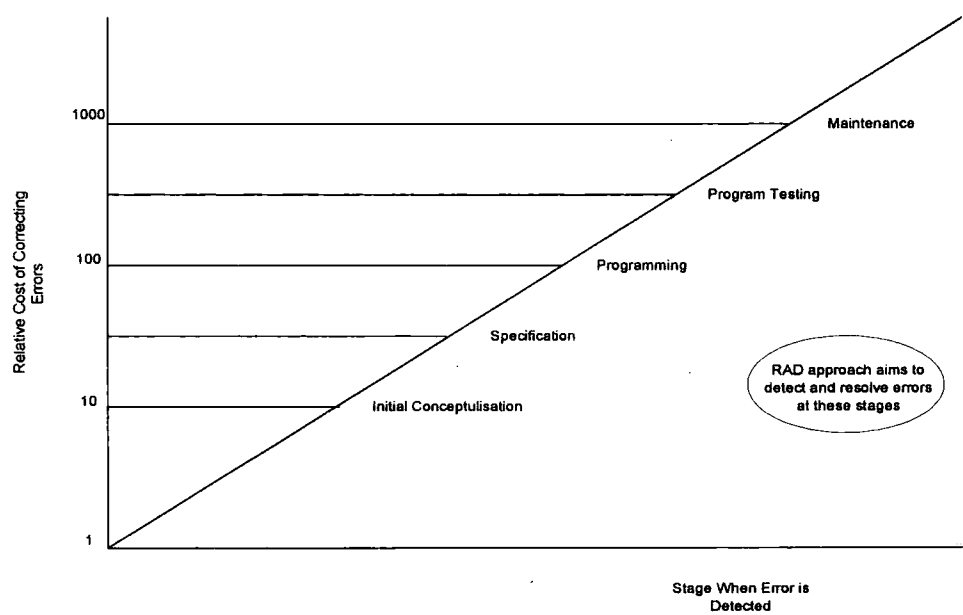 1000
Maintenance
Program Testing
Relative Cost of Correcting
Errors
100
Programming
Specification
RAD approach aims to
detect and resolve errors
at these stages
10
Initial Conceptulisation
1
Stage When Error is
Detected